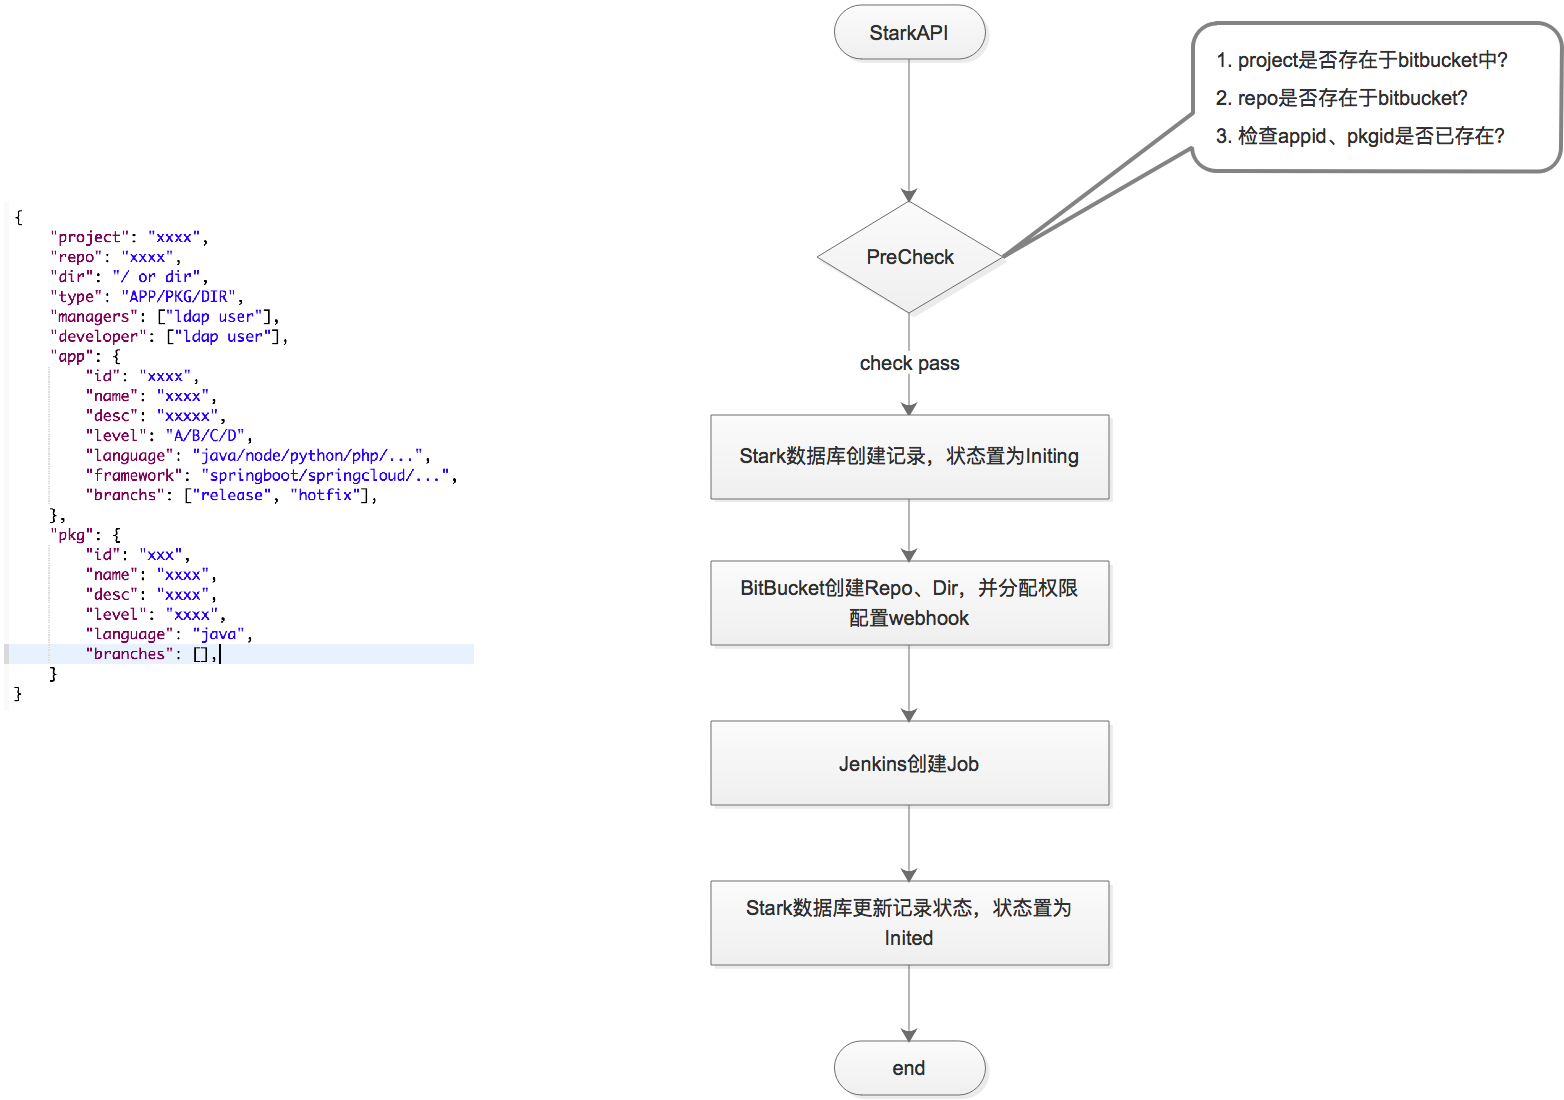 {
    "project": "xxxx",
    "repo": "xxxx",
    "dir": "/ or dir",
    "type": "APP/PKG/DIR",
    "managers": ["ldap user"],
    "developer": ["ldap user"],
    "app": {
        "id": "xxxx",
        "name": "xxxx",
        "desc": "xxxxx",
        "level": "A/B/C/D",
        "language": "java/node/python/php/...",
        "framework": "springboot/springcloud/...",
        "branchs": ["release", "hotfix"],
    },
    "pkg": {
        "id": "xxx",
        "name": "xxxx",
        "desc": "xxxx",
        "level": "xxxx",
        "language": "java",
        "branches": [],
    }
}
StarkAPI
1. project是否存在于bitbucket中?
2. repo是否存在于bitbucket?
3. 检查appid、pkgid是否已存在?
PreCheck
check pass
Stark数据库创建记录，状态置为Initing
BitBucket创建Repo、Dir，并分配权限
配置webhook
Jenkins创建Job
Stark数据库更新记录状态，状态置为
Inited
end